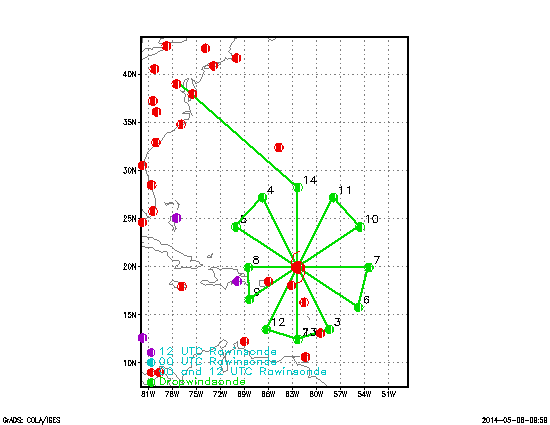 40N
35N
14
4
11
30N
5
10
25N
8
7
20N
9
6
12
13
3
15N
12 UTC Rawinsonde
00 UTC Rawinsonde
00 and 12 UTC Rawinsonde
Dropwindsonde
10N
81W 78W 75W 72W 69W 66W 63W 60W 57W 54W 51W
GrADS: COLA/IGES
2014-05-08-09:59